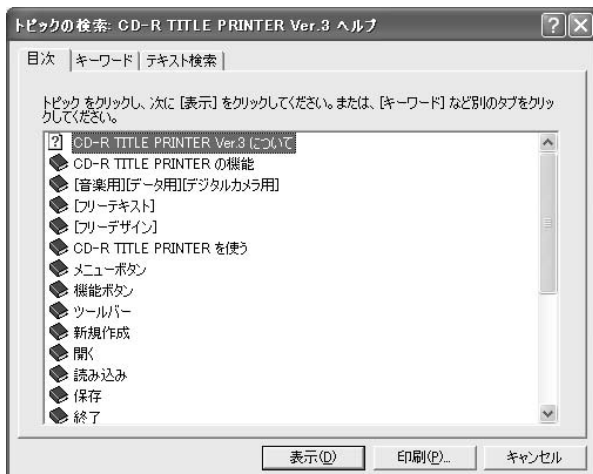 トピックの検索: CD-R TITLE PRINTER Ver.3 ヘルプ
目次 キーワード テキスト検索
トピック をクリックし、次に [表示] をクリックしてください。または、[キーワード] など別のタブをクリッ
クしてください。
CD-R TITLE PRINTER Ver.3 について
CD-R TITLE PRINTER の機能
[音楽用][データ用][デジタルカメラ用]
[フリーテキスト]
[フリーデザイン]
CD-R TITLE PRINTER を使う
メニューボタン
機能ボタン
ツールバー
新規作成
開く
読み込み
保存
終了
表示(D) 印刷(P)... キャンセル